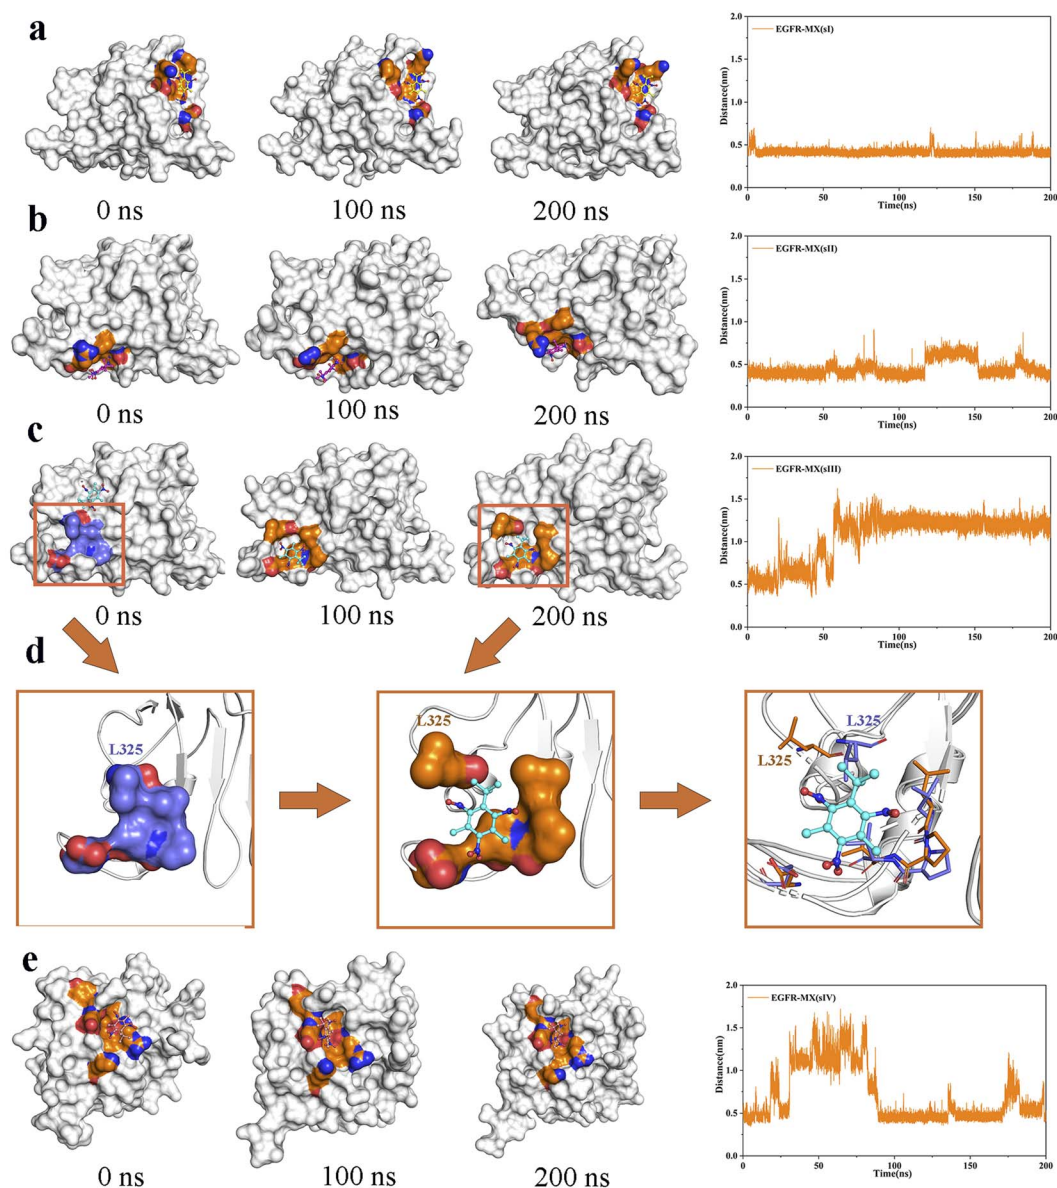 a
0 ns
100 ns
200 ns
EGFR-MX(sI)
Distance(nm)
2.0
1.5
1.0
0.5
0.0
0
50
100
150
200
Time(ns)
b
0 ns
100 ns
200 ns
EGFR-MX(sII)
Distance(nm)
2.0
1.5
1.0
0.5
0.0
0
50
100
150
200
Time(ns)
c
0 ns
100 ns
200 ns
EGFR-MX(sIII)
Distance(nm)
2.0
1.5
1.0
0.5
0.0
0
50
100
150
200
Time(ns)
d
L325
L325
L325
L325
e
0 ns
100 ns
200 ns
EGFR-MX(sIV)
Distance(nm)
2.0
1.5
1.0
0.5
0.0
0
50
100
150
200
Time(ns)